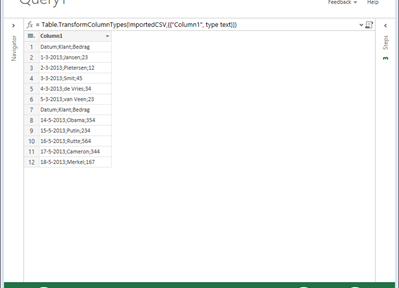 Query1
Feedback
Help
fx = Table.TransformColumnTypes(ImportedCSV,{{"Column1", type text}})
Navigator
Steps
Column1
1 Datum;Klant;Bedrag
2 1-3-2013;Jansen;23
3 2-3-2013;Pietersen;12
4 3-3-2013;Smit;45
5 4-3-2013;de Vries;34
6 5-3-2013;van Veen;23
7 Datum;Klant;Bedrag
8 14-5-2013;Obama;354
9 15-5-2013;Putin;234
10 16-5-2013;Rutte;564
11 17-5-2013;Cameron;344
12 18-5-2013;Merkel;167